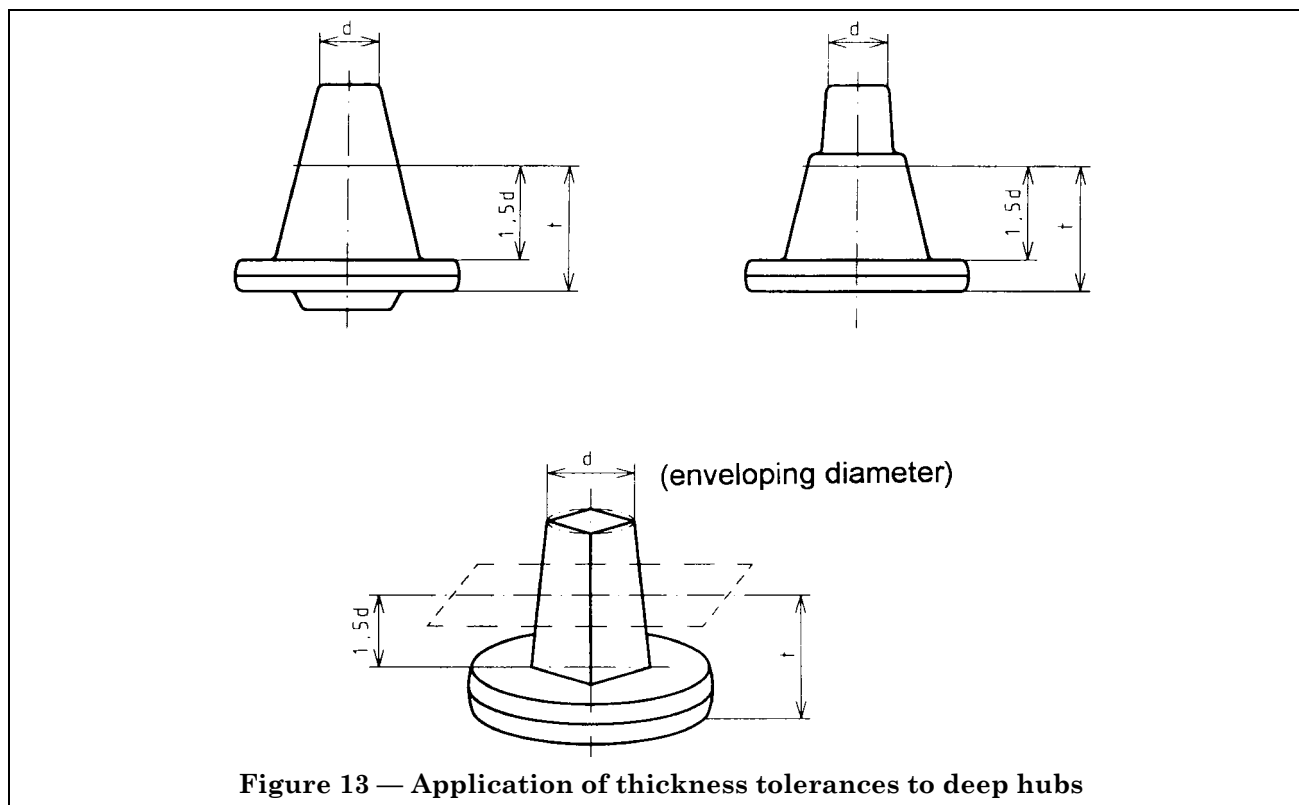 d
d
1,5d
t
1,5d
t
d
(enveloping diameter)
1,5d
t
Figure 13 — Application of thickness tolerances to deep hubs